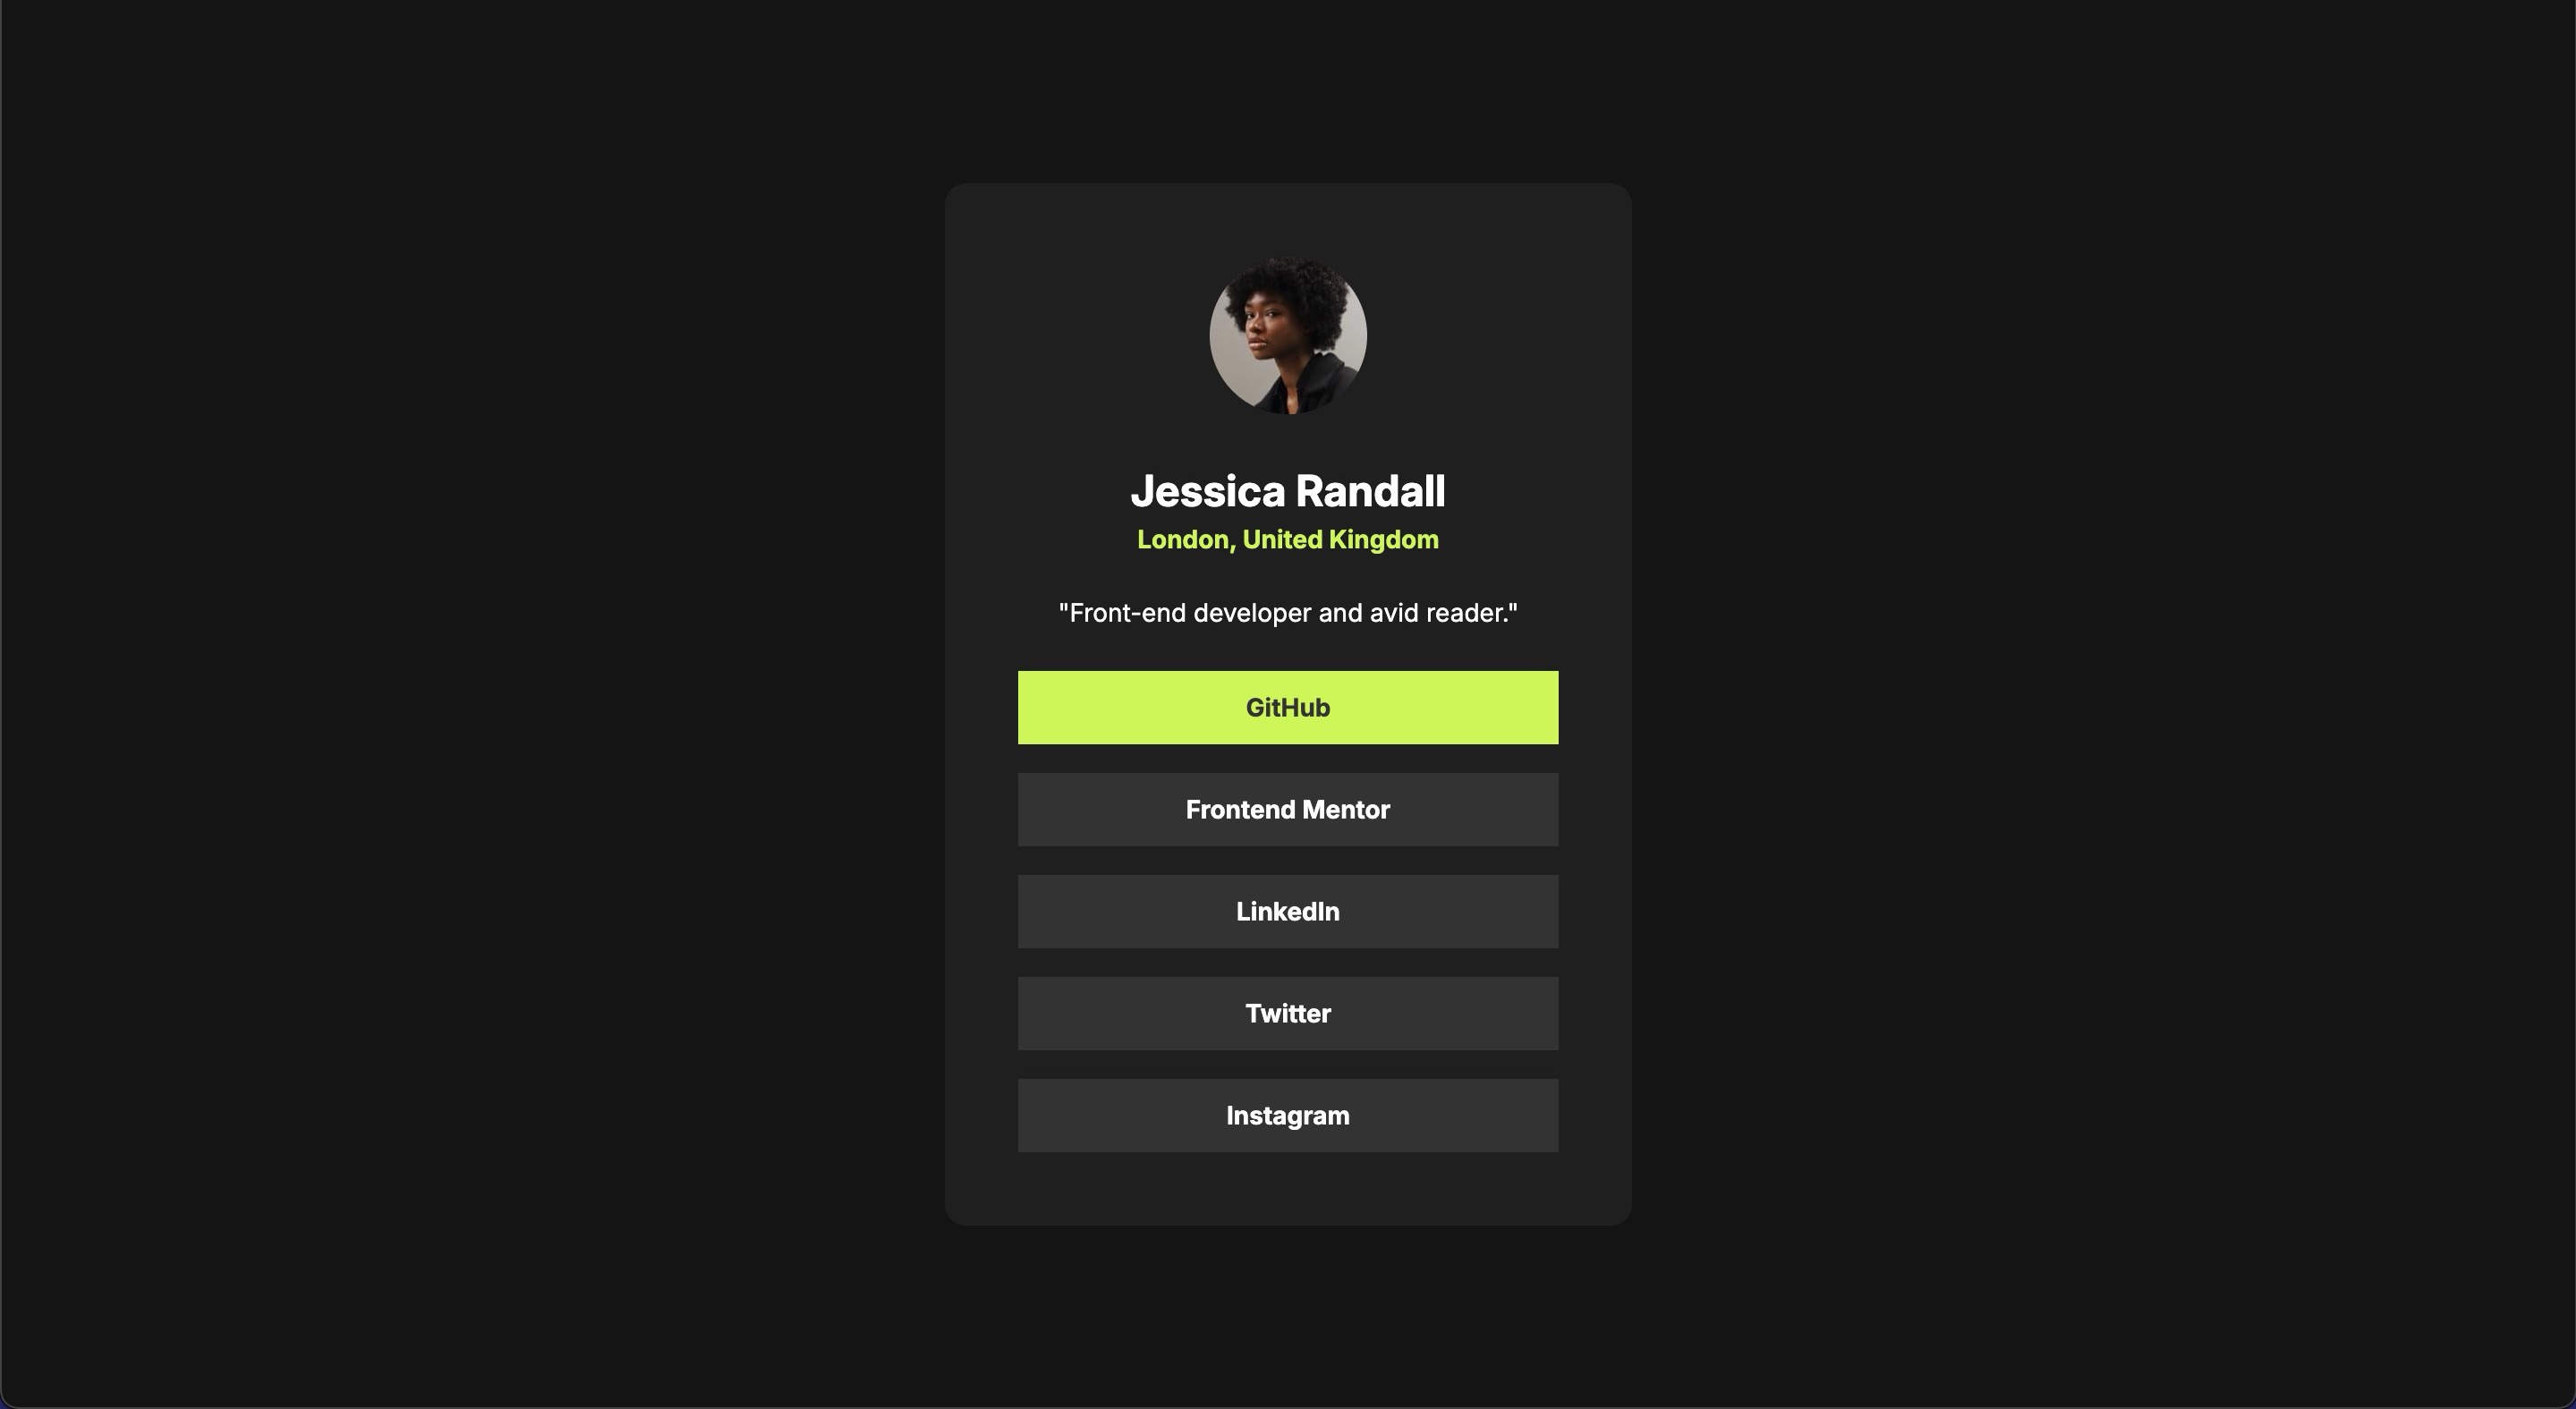 Jessica Randall
London, United Kingdom
"Front-end developer and avid reader."
GitHub
Frontend Mentor
LinkedIn
Twitter
Instagram